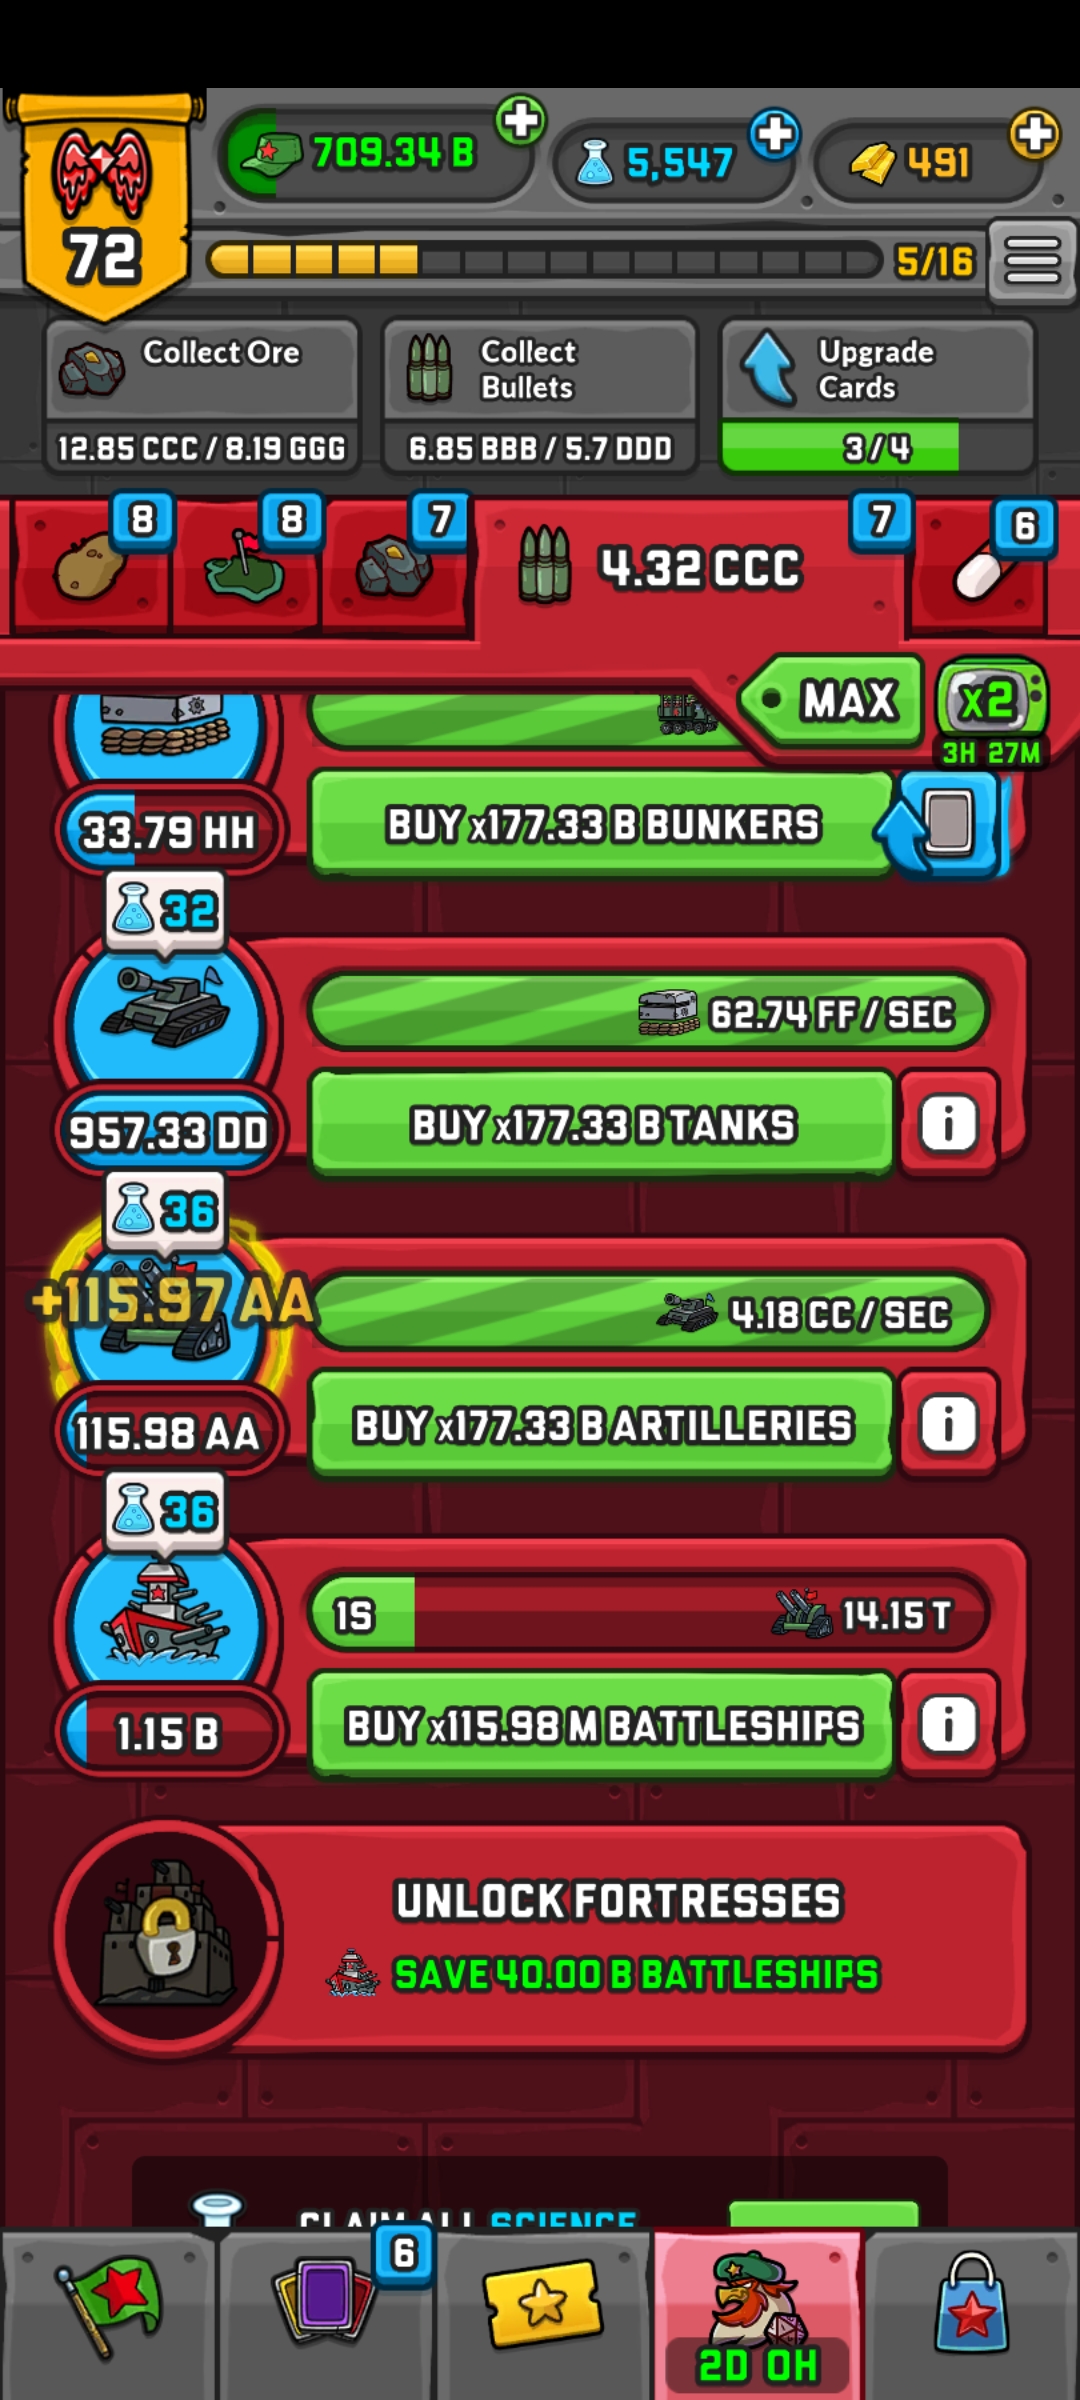 709.34 B
5,547
491
72
5/16
Collect Ore
12.85 CCC / 8.19 GGG
Collect
Bullets
6.85 BBB / 5.7 DDD
Upgrade
Cards
3/4
8
8
7
4.32 CCC
7
6
MAX
x2
3H 27M
33.79 HH
BUY x177.33 B BUNKERS
32
62.74 FF / SEC
957.33 DD
BUY x177.33 B TANKS
36
+115.97 AA
4.18 CC / SEC
115.98 AA
BUY x177.33 B ARTILLERIES
36
1S
14.15 T
1.15 B
BUY x115.98 M BATTLESHIPS
UNLOCK FORTRESSES
SAVE 40.00 B BATTLESHIPS
CLAIM ALL SCIENCE
6
2D 0H